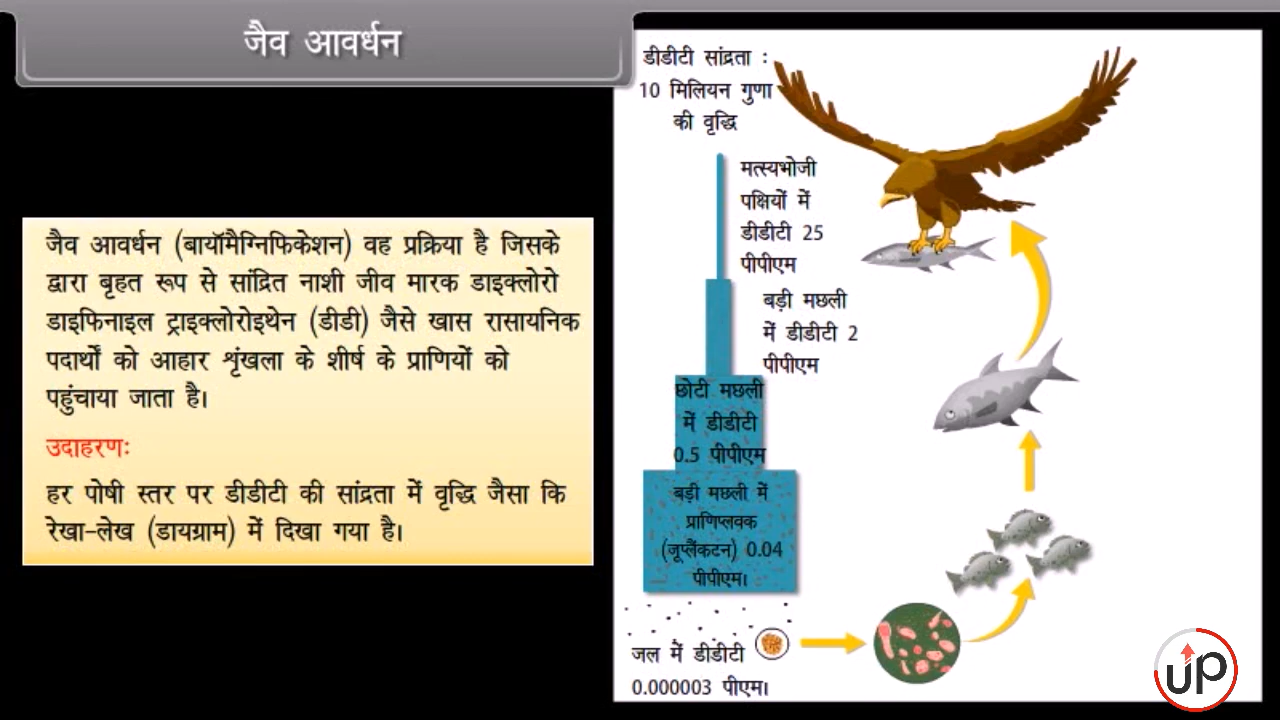 जैव आवर्धन
जैव आवर्धन (बायॉमैग्निफिकेशन) वह प्रक्रिया है जिसके
द्वारा बृहत रूप से सांद्रित नाशी जीव मारक डाइक्लोरो
डाइफिनाइल ट्राइक्लोरोइथेन (डीडी) जैसे खास रासायनिक
पदार्थों को आहार शृंखला के शीर्ष के प्राणियों को
पहुंचाया जाता है।
उदाहरणः
हर पोषी स्तर पर डीडीटी की सांद्रता में वृद्धि जैसा कि
रेखा-लेख (डायग्राम) में दिखा गया है।
डीडीटी सांद्रता :
10 मिलियन गुणा
की वृद्धि
मत्स्यभोजी
पक्षियों में
डीडीटी 25
पीपीएम
बड़ी मछली
में डीडीटी 2
पीपीएम
छोटी मछली
में डीडीटी
0.5 पीपीएम
बड़ी मछली में
प्राणिप्लवक
(जूप्लैंकटन) 0.04
पीपीएम।
जल में डीडीटी
0.000003 पीएम।
UP